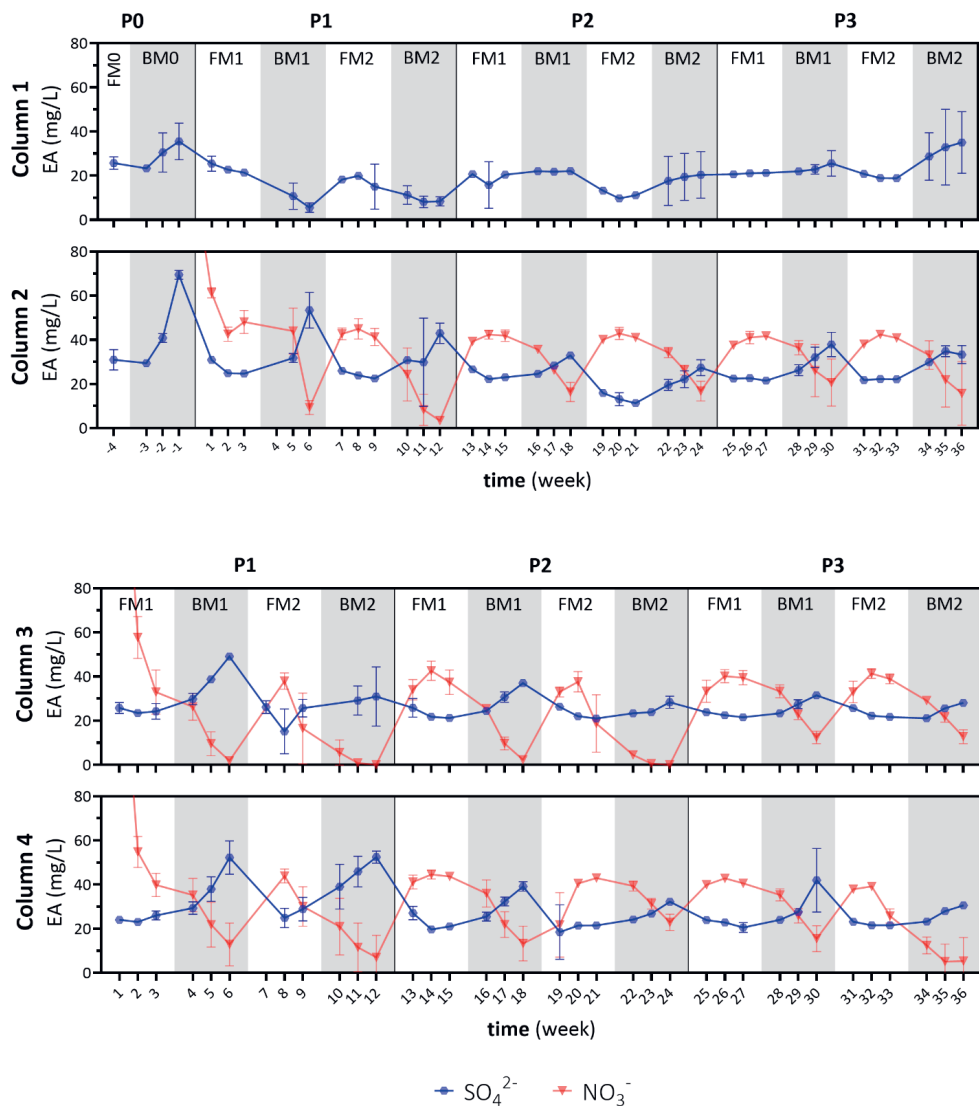 P0 P1 P2 P3
Column 1
EA (mg/L)
80
60
40
20
0
FM0 BM0 FM1 BM1 FM2 BM2 FM1 BM1 FM2 BM2 FM1 BM1 FM2 BM2
Column 2
EA (mg/L)
80
60
40
20
0
-4 -3 -2 -1 1 2 3 4 5 6 7 8 9 10 11 12 13 14 15 16 17 18 19 20 21 22 23 24 25 26 27 28 29 30 31 32 33 34 35 36
time (week)
P1 P2 P3
Column 3
EA (mg/L)
80
60
40
20
0
FM1 BM1 FM2 BM2 FM1 BM1 FM2 BM2 FM1 BM1 FM2 BM2
Column 4
EA (mg/L)
80
60
40
20
0
1 2 3 4 5 6 7 8 9 10 11 12 13 14 15 16 17 18 19 20 21 22 23 24 25 26 27 28 29 30 31 32 33 34 35 36
time (week)
SO₄²⁻ NO₃⁻